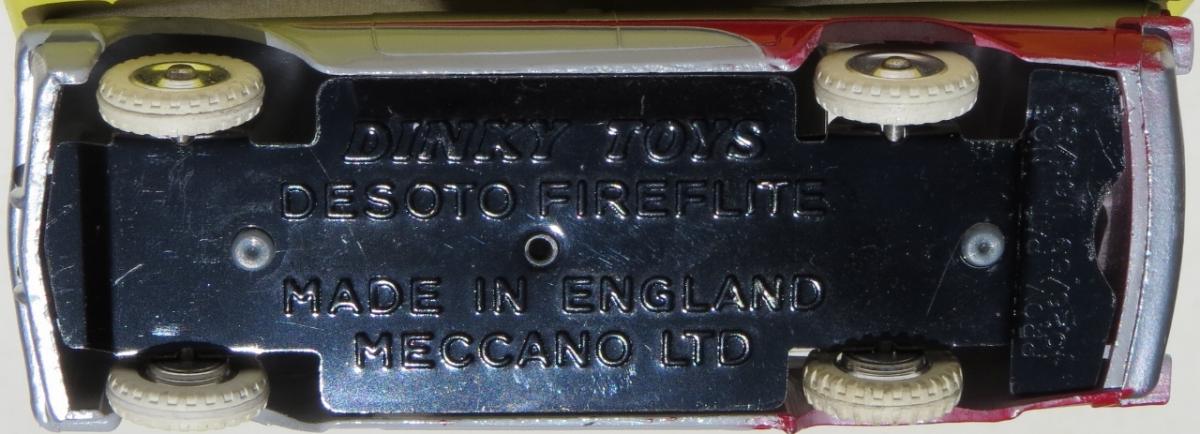 DINKY TOYS
DESOTO FIREFLITE
MADE IN ENGLAND
MECCANO LTD